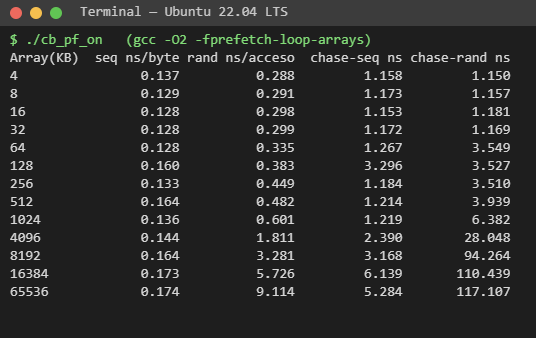 Terminal — Ubuntu 22.04 LTS
$ ./cb_pf_on   (gcc -O2 -fprefetch-loop-arrays)
Array(KB)  seq ns/byte rand ns/acceso  chase-seq ns  chase-rand ns
4               0.137         0.288         1.158         1.150
8               0.129         0.291         1.173         1.157
16              0.128         0.298         1.153         1.181
32              0.128         0.299         1.172         1.169
64              0.128         0.335         1.267         3.549
128             0.160         0.383         3.296         3.527
256             0.133         0.449         1.184         3.510
512             0.164         0.482         1.214         3.939
1024            0.136         0.601         1.219         6.382
4096            0.144         1.811         2.390        28.048
8192            0.164         3.281         3.168        94.264
16384           0.173         5.726         6.139       110.439
65536           0.174         9.114         5.284       117.107